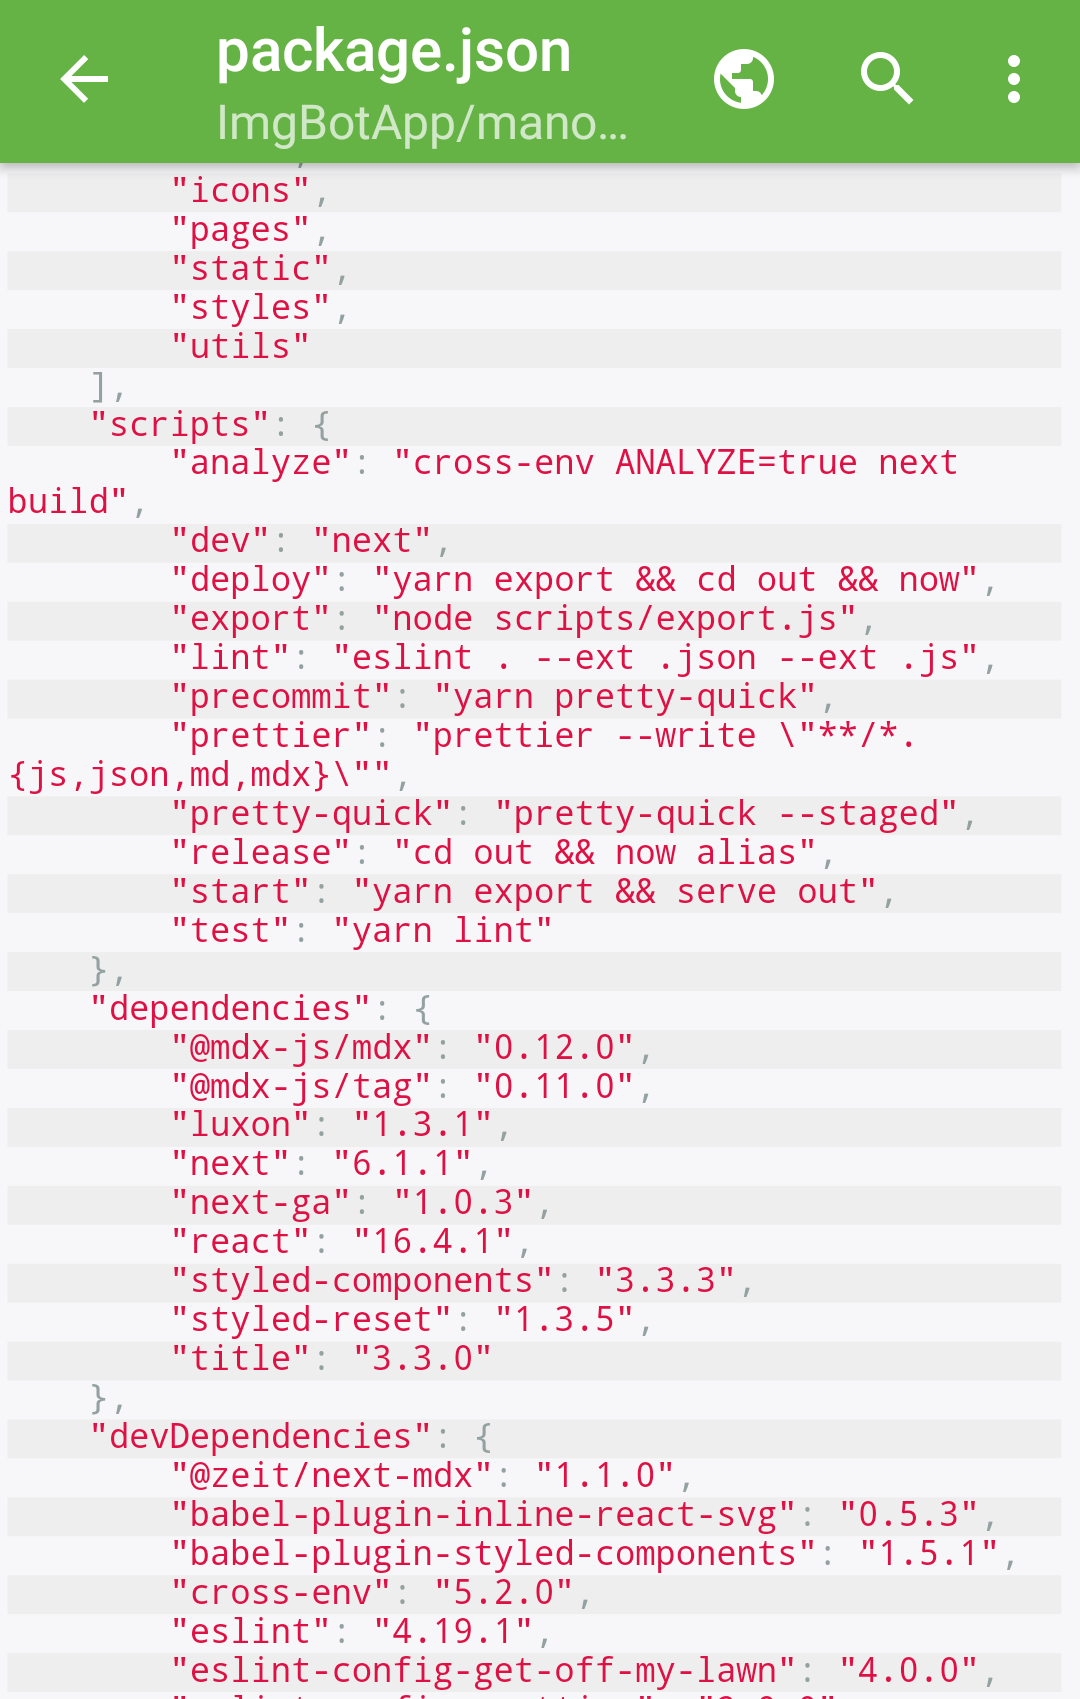 package.json
ImgBotApp/mano…
"icons",
"pages",
"static",
"styles",
"utils"
],
"scripts": {
"analyze": "cross-env ANALYZE=true next
build",
"dev": "next",
"deploy": "yarn export && cd out && now",
"export": "node scripts/export.js",
"lint": "eslint . --ext .json --ext .js",
"precommit": "yarn pretty-quick",
"prettier": "prettier --write \"**/*.
{js,json,md,mdx}\"",
"pretty-quick": "pretty-quick --staged",
"release": "cd out && now alias",
"start": "yarn export && serve out",
"test": "yarn lint"
},
"dependencies": {
"@mdx-js/mdx": "0.12.0",
"@mdx-js/tag": "0.11.0",
"luxon": "1.3.1",
"next": "6.1.1",
"next-ga": "1.0.3",
"react": "16.4.1",
"styled-components": "3.3.3",
"styled-reset": "1.3.5",
"title": "3.3.0"
},
"devDependencies": {
"@zeit/next-mdx": "1.1.0",
"babel-plugin-inline-react-svg": "0.5.3",
"babel-plugin-styled-components": "1.5.1",
"cross-env": "5.2.0",
"eslint": "4.19.1",
"eslint-config-get-off-my-lawn": "4.0.0",